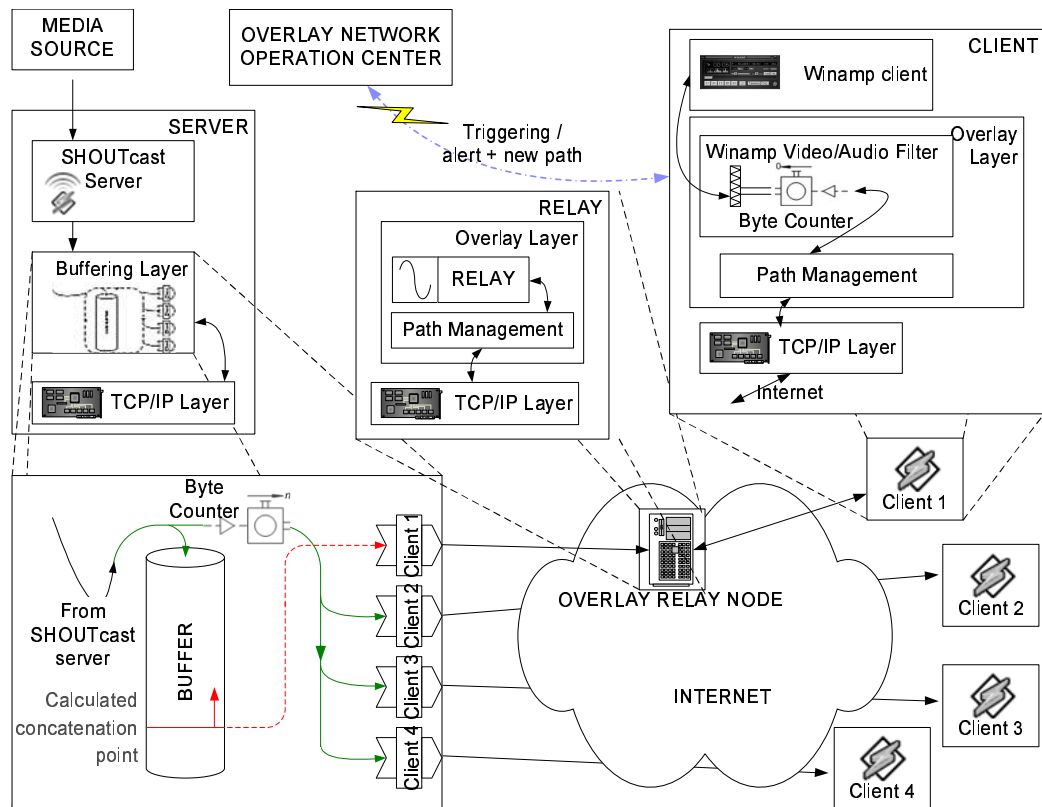 MEDIA
SOURCE
OVERLAY NETWORK
OPERATION CENTER
Triggering /
alert + new path
SERVER
SHOUTcast
Server
Buffering Layer
TCP/IP Layer
RELAY
Overlay Layer
RELAY
Path Management
TCP/IP Layer
CLIENT
Winamp client
Overlay
Layer
Winamp Video/Audio Filter
0
Byte Counter
Path Management
TCP/IP Layer
Internet
Byte
Counter
n
From
SHOUTcast
server
BUFFER
Calculated
concatenation
point
Client 1
Client 2
Client 3
Client 4
OVERLAY RELAY NODE
INTERNET
Client 1
Client 2
Client 3
Client 4